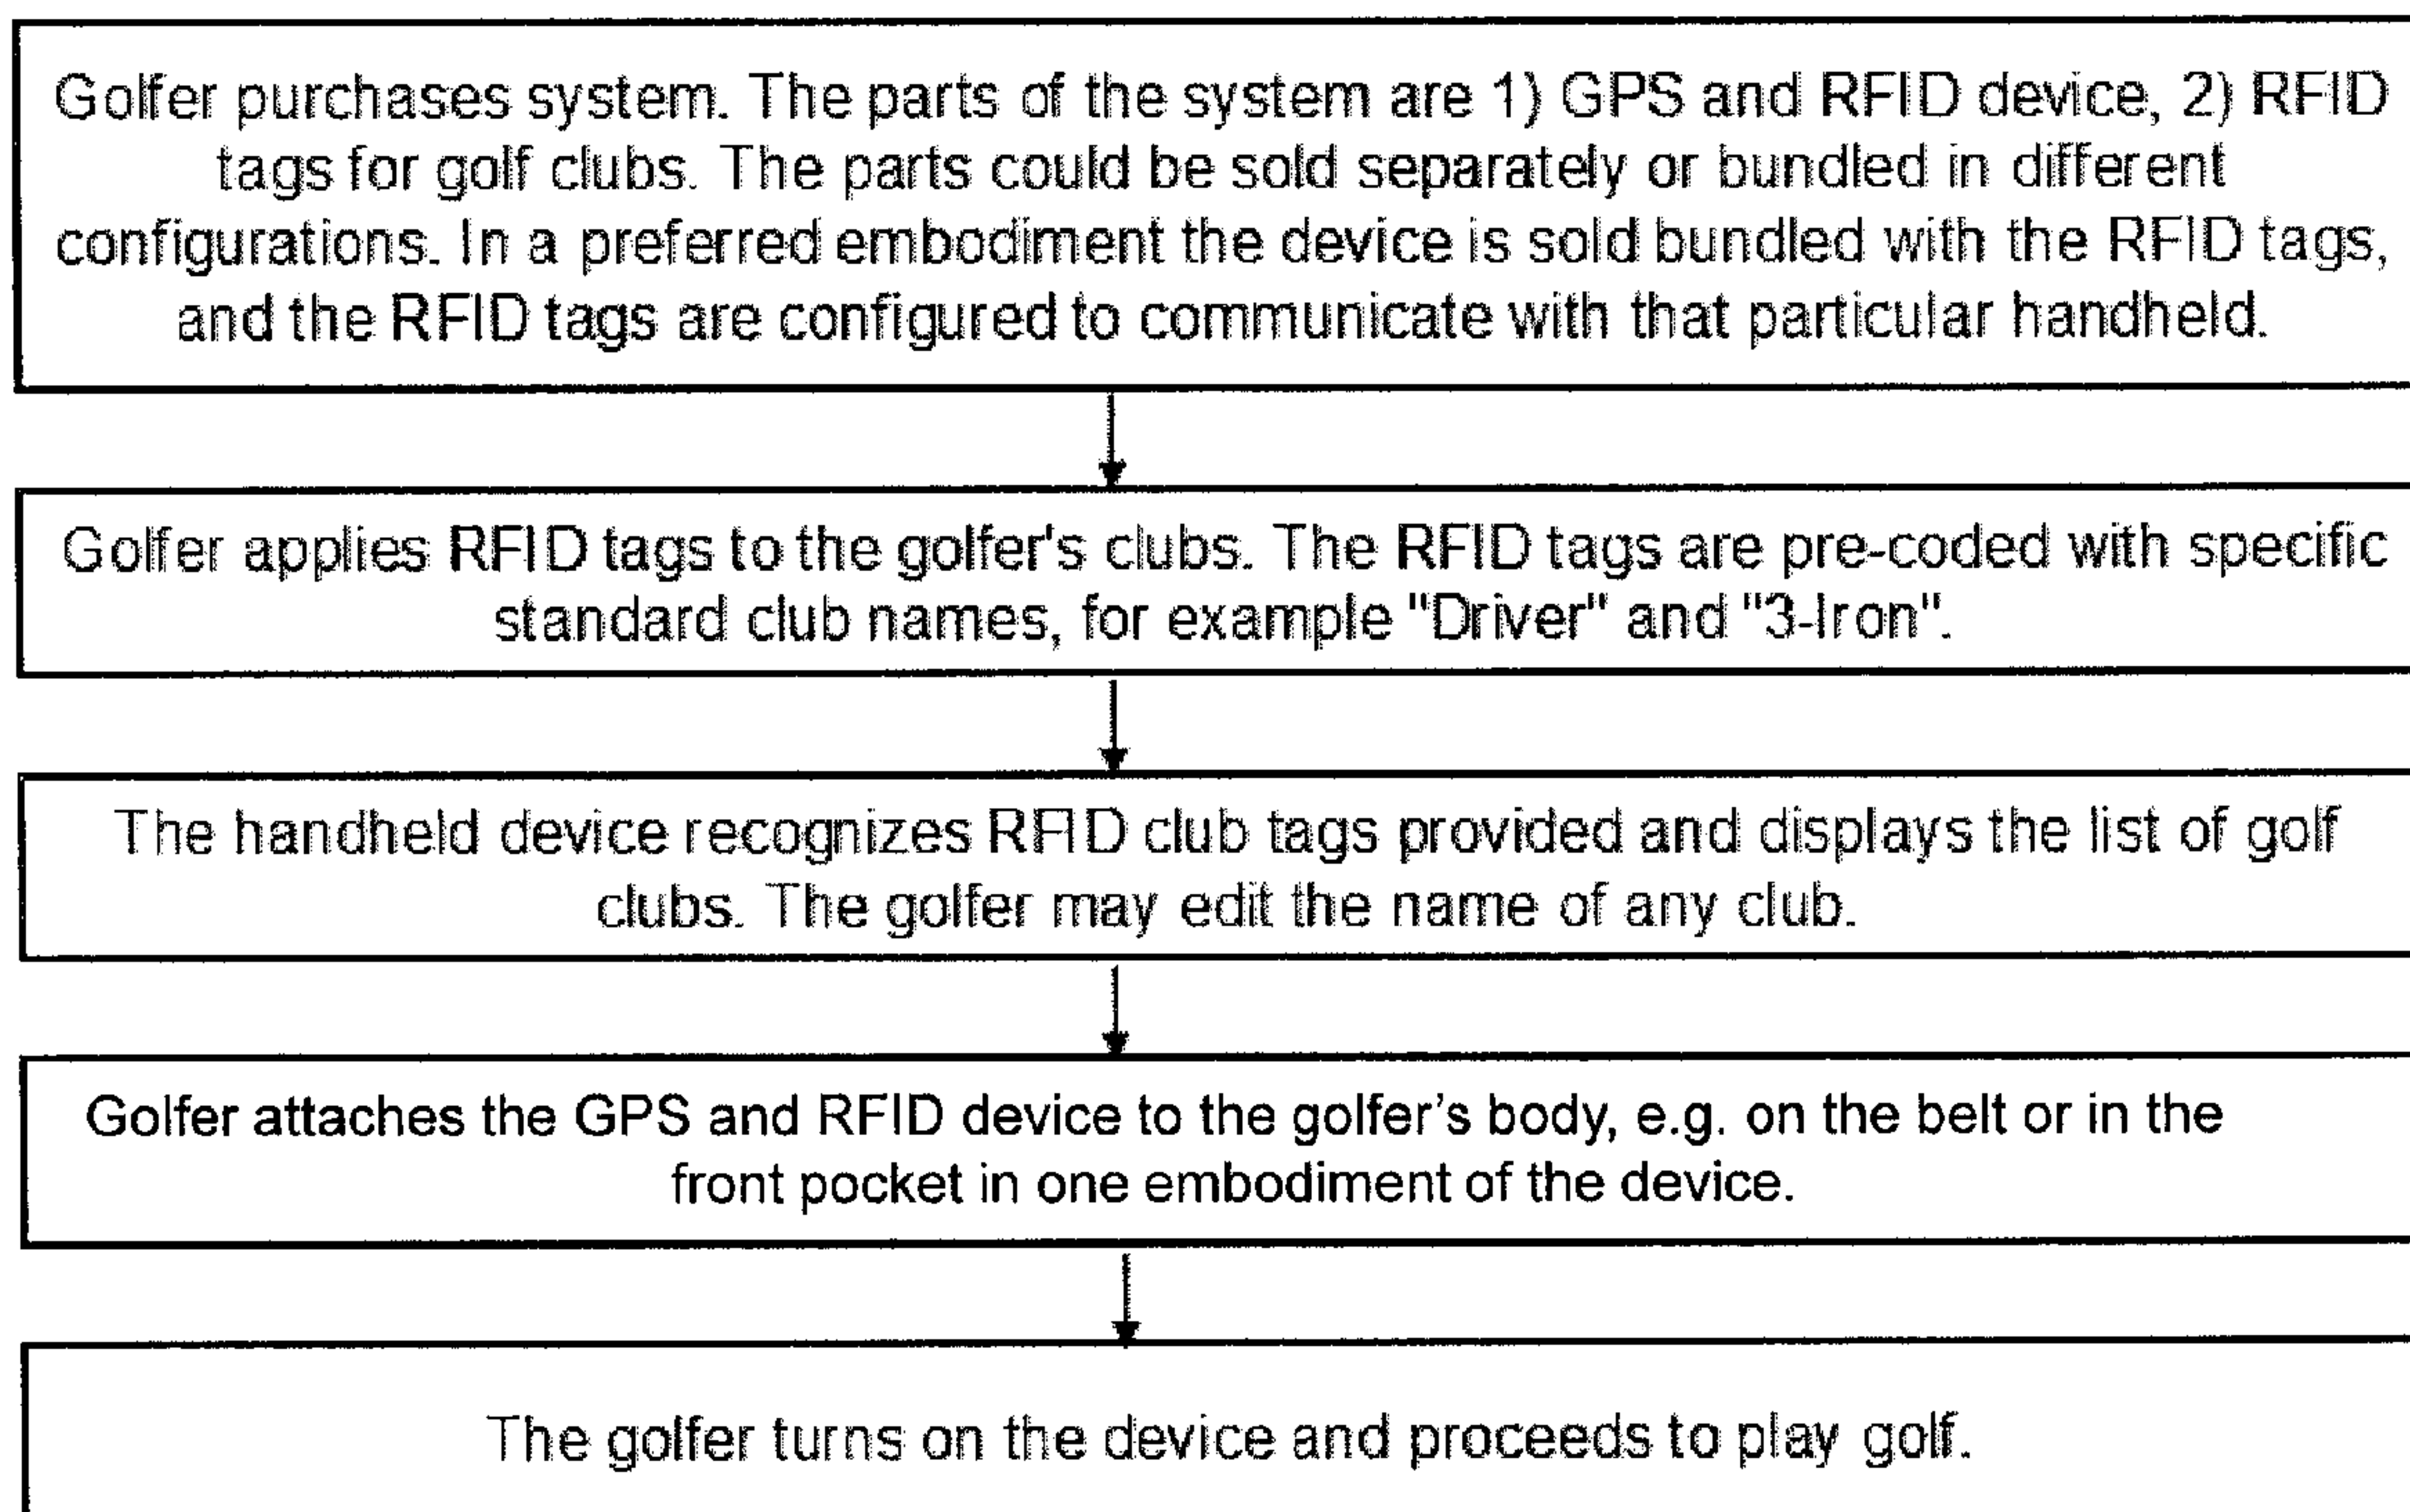 Golfer purchases system. The parts of the system are 1) GPS and RFID device, 2) RFID
tags for golf clubs. The parts could be sold separately or bundled in different
configurations. In a preferred embodiment the device is sold bundled with the RFID tags,
and the RFID tags are configured to communicate with that particular handheld.
Golfer applies RFID tags to the golfer's clubs. The RFID tags are pre-coded with specific
standard club names, for example "Driver" and "3-Iron".
The handheld device recognizes RFID club tags provided and displays the list of golf
clubs. The golfer may edit the name of any club.
Golfer attaches the GPS and RFID device to the golfer’s body, e.g. on the belt or in the
front pocket in one embodiment of the device.
The golfer turns on the device and proceeds to play golf.